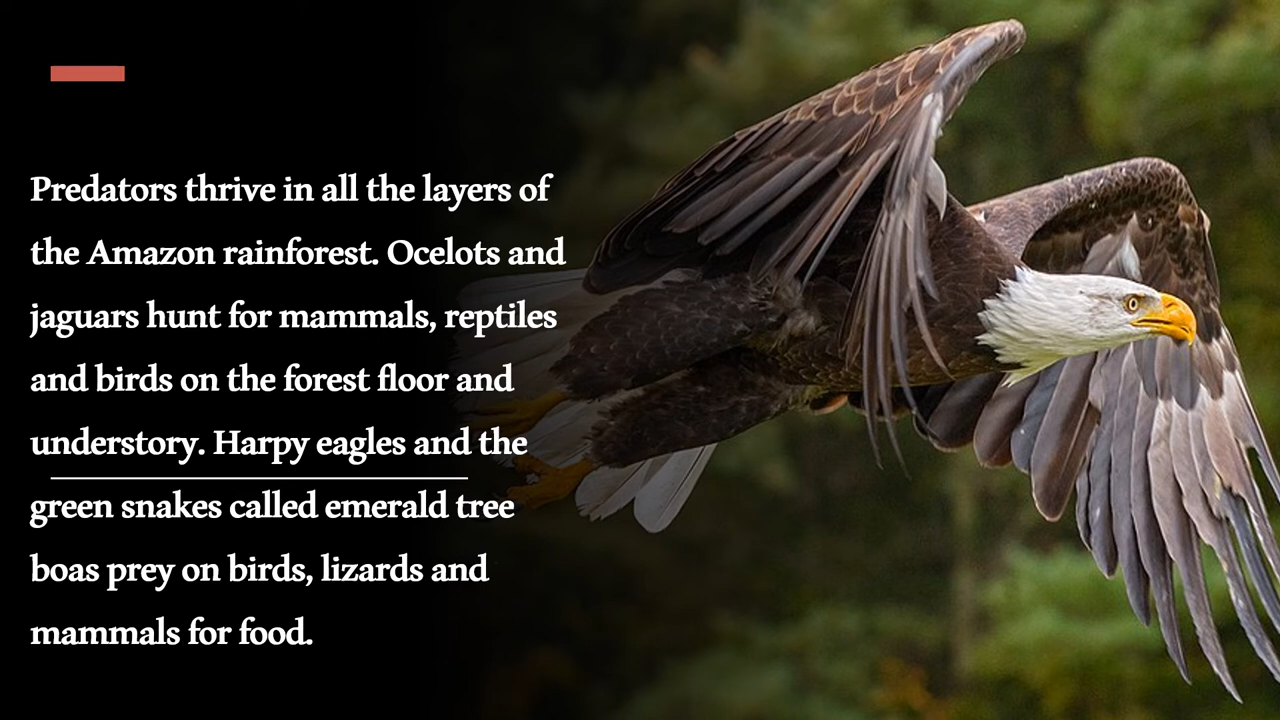 Predators thrive in all the layers of
the Amazon rainforest. Ocelots and
jaguars hunt for mammals, reptiles
and birds on the forest floor and
understory. Harpy eagles and the
green snakes called emerald tree
boas prey on birds, lizards and
mammals for food.